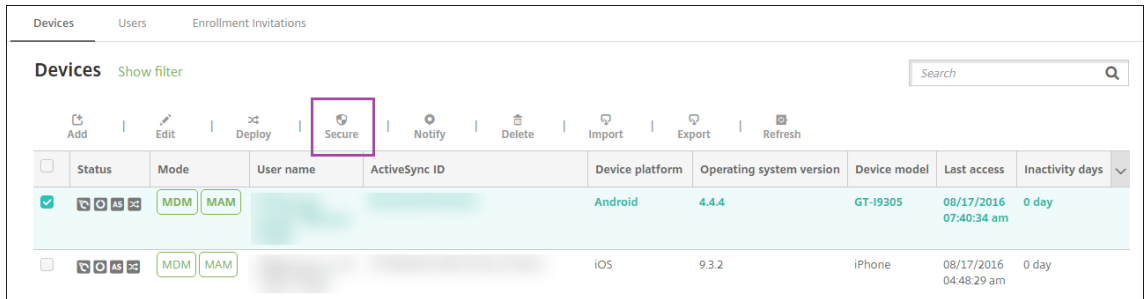 Devices Users Enrollment Invitations
Devices Show filter Search
Add | Edit | Deploy | Secure | Notify | Delete | Import | Export | Refresh
Status Mode User name ActiveSync ID Device platform Operating system version Device model Last access Inactivity days
AS MDM MAM Android 4.4.4 GT-I9305 08/17/2016 0 day
07:40:34 am
AS MDM MAM iOS 9.3.2 iPhone 08/17/2016 0 day
04:48:29 am